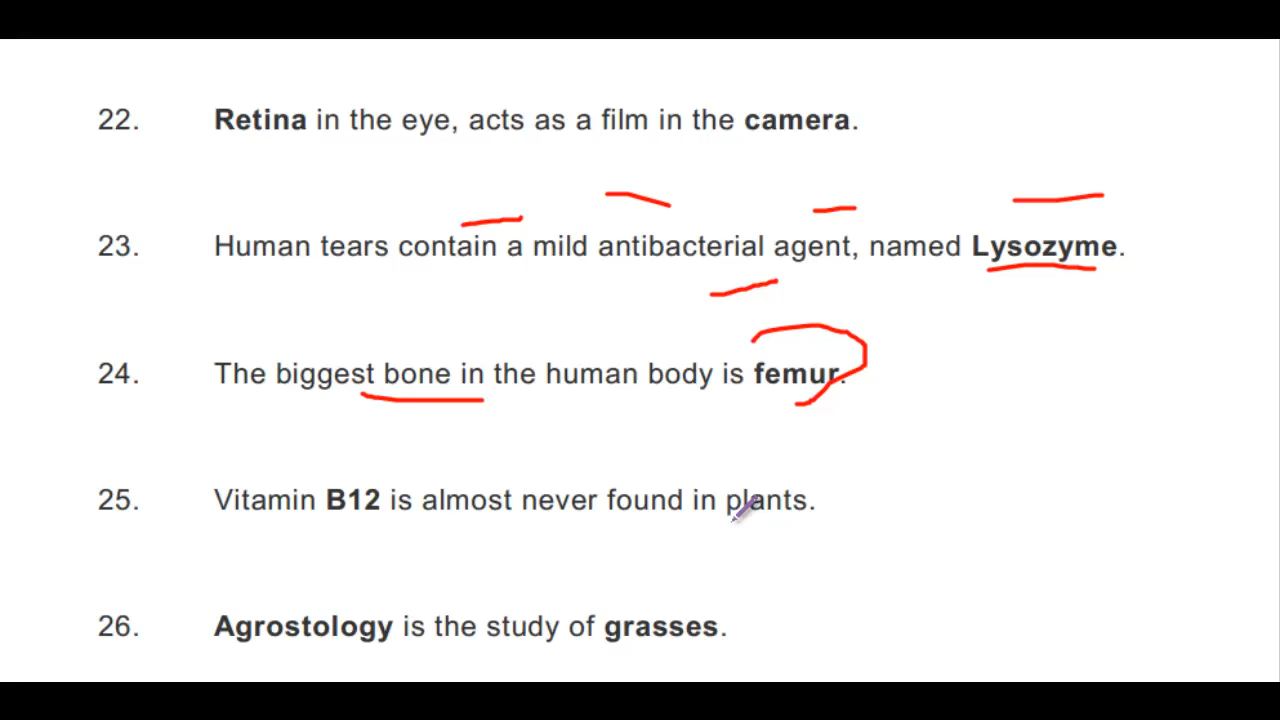 22. Retina in the eye, acts as a film in the camera.
23. Human tears contain a mild antibacterial agent, named Lysozyme.
24. The biggest bone in the human body is femur.
25. Vitamin B12 is almost never found in plants.
26. Agrostology is the study of grasses.